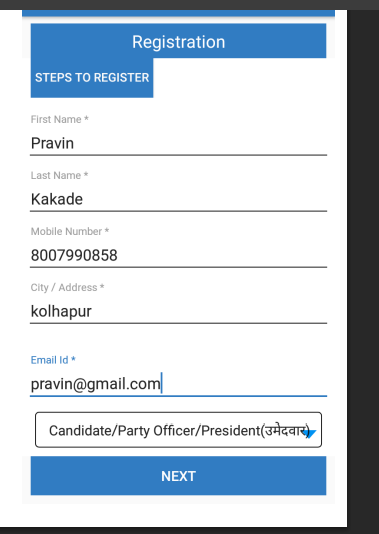 Registration
STEPS TO REGISTER
First Name *
Pravin
Last Name *
Kakade
Mobile Number *
8007990858
City / Address *
kolhapur
Email Id *
pravin@gmail.com
Candidate/Party Officer/President(उमेदवार)
NEXT